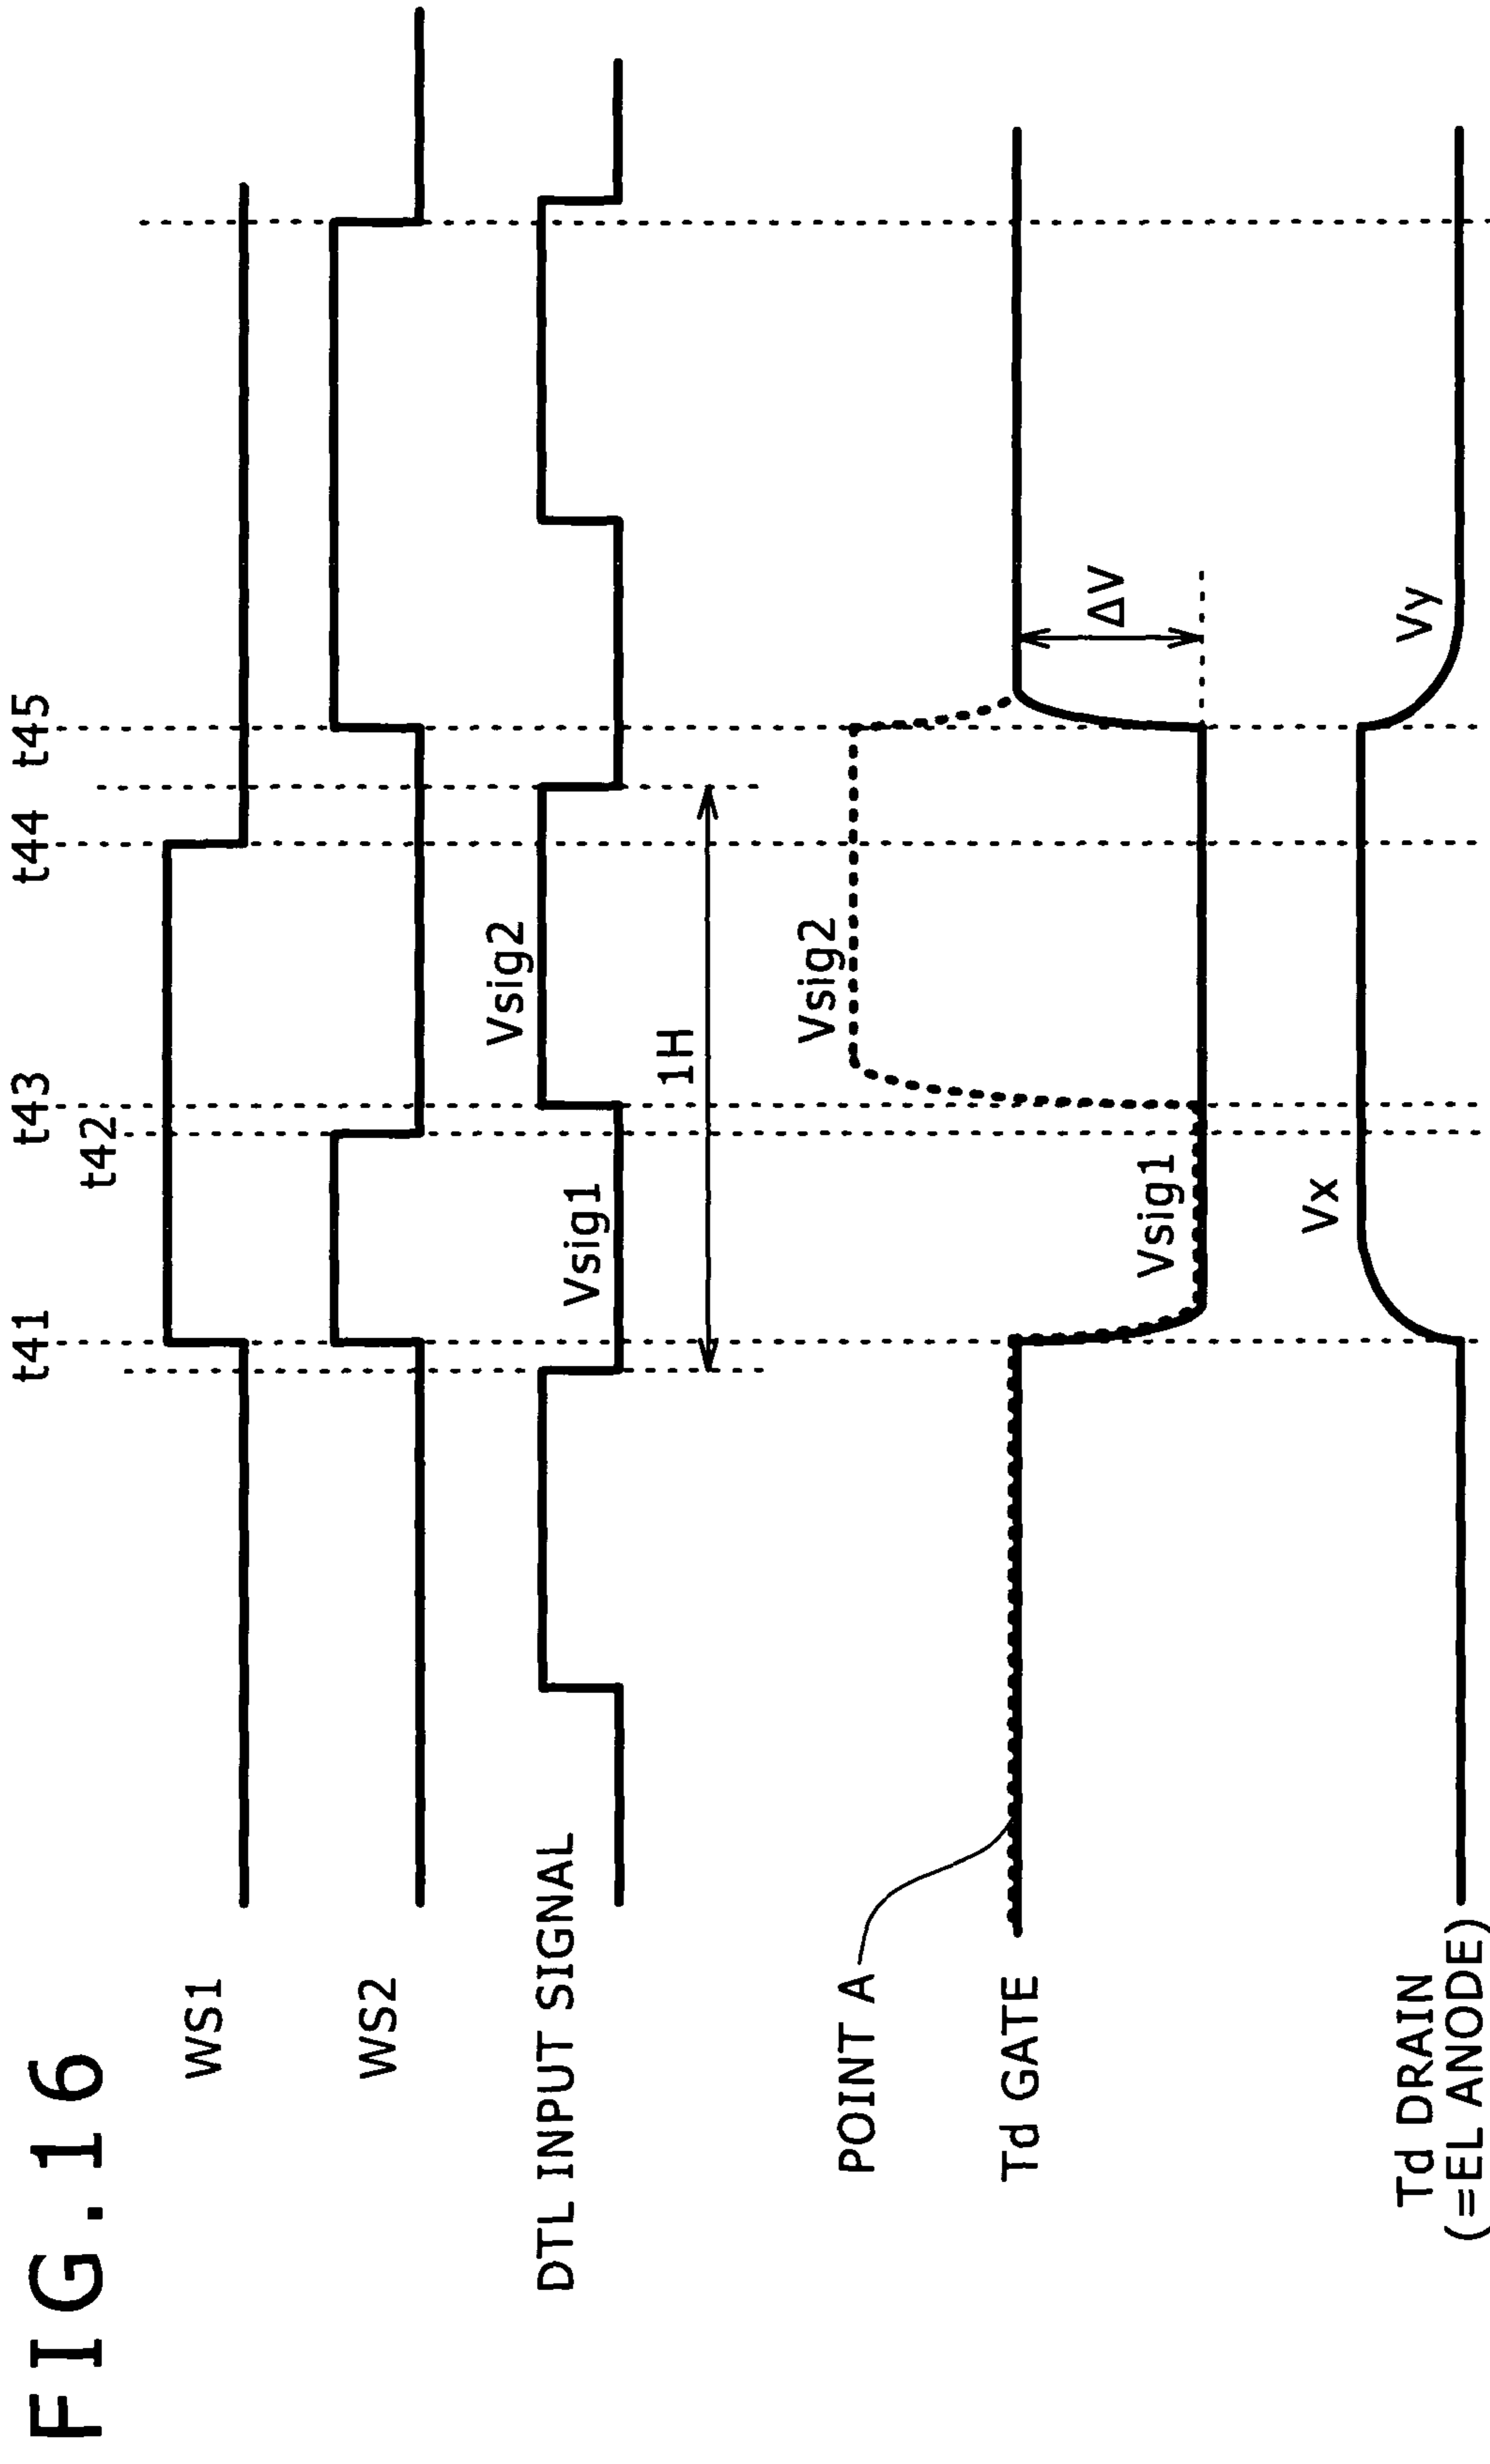 FIG.16
t41
t42
t43
t44
t45
WS1
WS2
DTL INPUT SIGNAL
Vsig1
Vsig2
1H
POINT A
Vsig2
Td GATE
Vsig1
ΔV
Td DRAIN
(=EL ANODE)
Vx
Vy